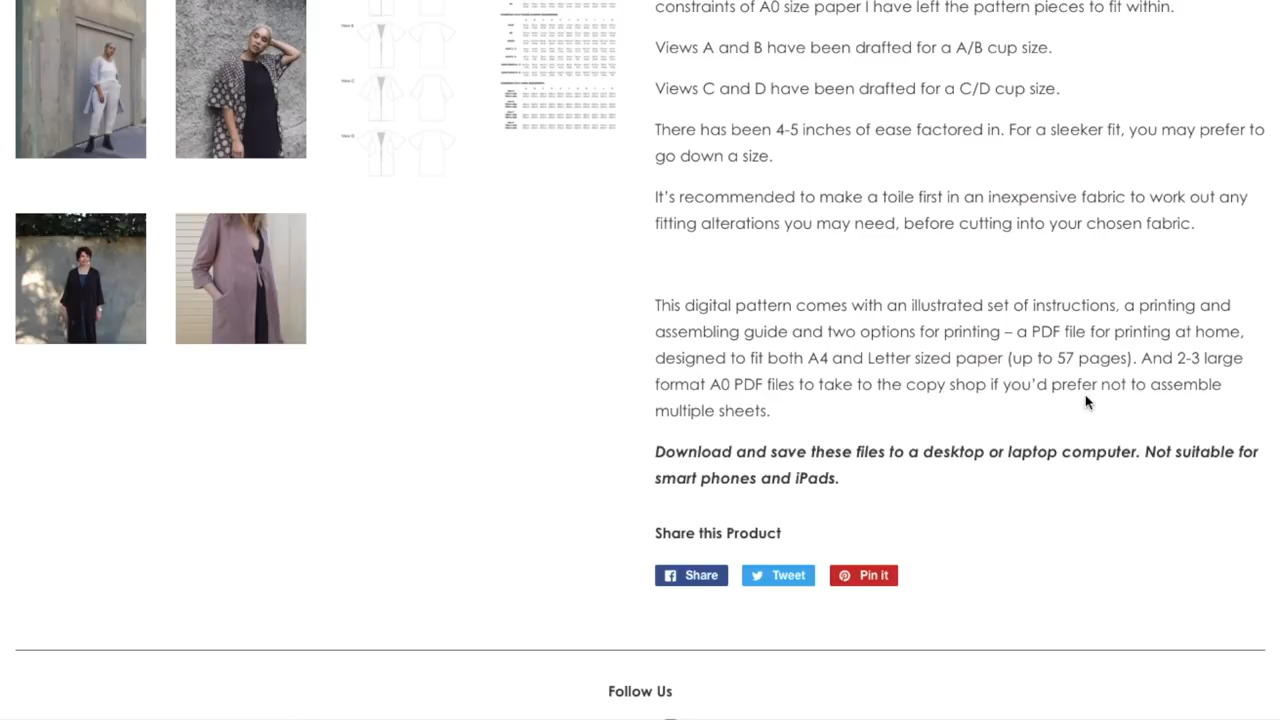 constraints of A0 size paper I have left the pattern pieces to fit within.
Views A and B have been drafted for a A/B cup size.
Views C and D have been drafted for a C/D cup size.
There has been 4-5 inches of ease factored in. For a sleeker fit, you may prefer to
go down a size.
It’s recommended to make a toile first in an inexpensive fabric to work out any
fitting alterations you may need, before cutting into your chosen fabric.
This digital pattern comes with an illustrated set of instructions, a printing and
assembling guide and two options for printing – a PDF file for printing at home,
designed to fit both A4 and Letter sized paper (up to 57 pages). And 2-3 large
format A0 PDF files to take to the copy shop if you’d prefer not to assemble
multiple sheets.
Download and save these files to a desktop or laptop computer. Not suitable for
smart phones and iPads.
Share this Product
Share Tweet Pin it
Follow Us